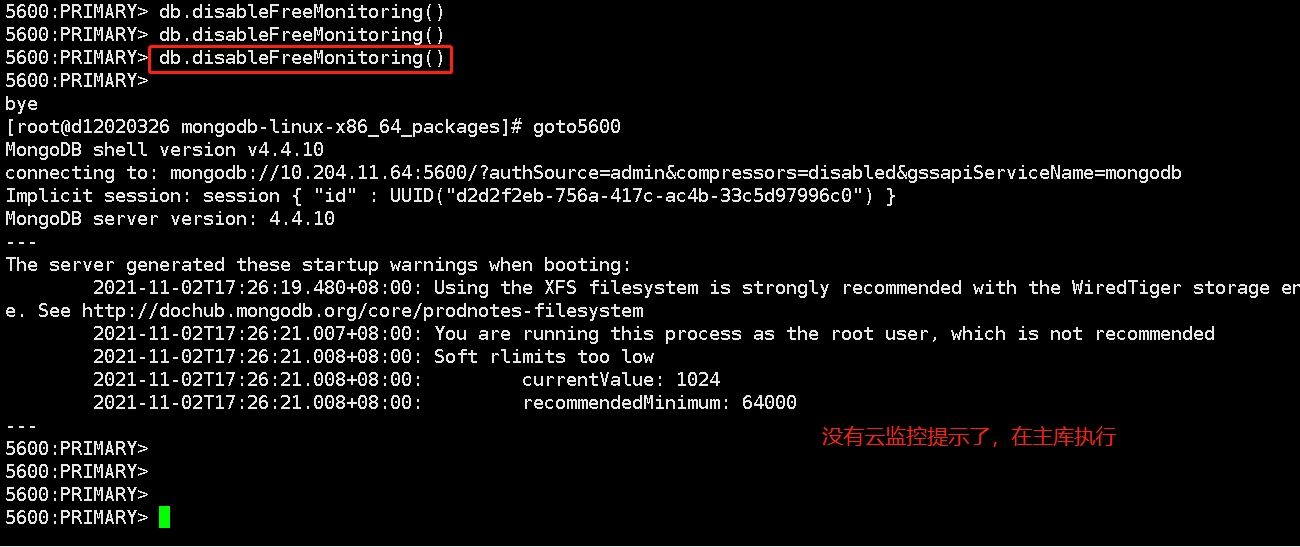 5600:PRIMARY> db.disableFreeMonitoring()
5600:PRIMARY> db.disableFreeMonitoring()
5600:PRIMARY> db.disableFreeMonitoring()
5600:PRIMARY>
bye
[root@d12020326 mongodb-linux-x86_64_packages]# goto5600
MongoDB shell version v4.4.10
connecting to: mongodb://10.204.11.64:5600/?authSource=admin&compressors=disabled&gssapiServiceName=mongodb
Implicit session: session { "id" : UUID("d2d2f2eb-756a-417c-ac4b-33c5d97996c0") }
MongoDB server version: 4.4.10
---
The server generated these startup warnings when booting:
        2021-11-02T17:26:19.480+08:00: Using the XFS filesystem is strongly recommended with the WiredTiger storage en
e. See http://dochub.mongodb.org/core/prodnotes-filesystem
        2021-11-02T17:26:21.007+08:00: You are running this process as the root user, which is not recommended
        2021-11-02T17:26:21.008+08:00: Soft rlimits too low
        2021-11-02T17:26:21.008+08:00:         currentValue: 1024
        2021-11-02T17:26:21.008+08:00:         recommendedMinimum: 64000
---
没有云监控提示了，在主库执行
5600:PRIMARY>
5600:PRIMARY>
5600:PRIMARY>
5600:PRIMARY>